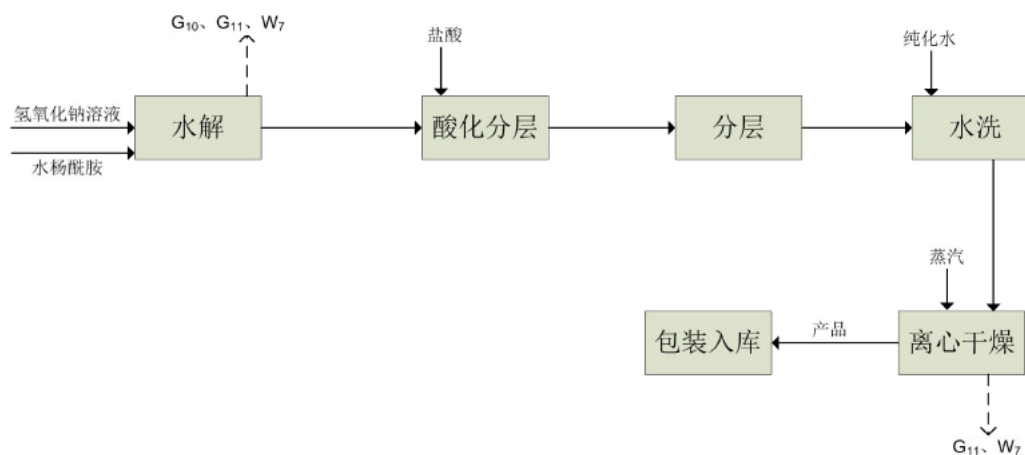 G10、G11、W7
盐酸
纯化水
氢氧化钠溶液
水解
酸化分层
分层
水洗
水杨酰胺
蒸汽
包装入库
产品
离心干燥
G11、W7